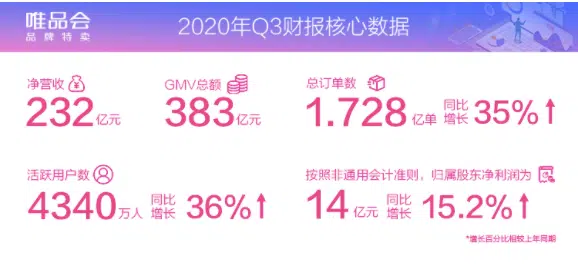 唯品会
品牌特卖
2020年Q3财报核心数据
净营收
232亿元
GMV总额
383亿元
总订单数
1.728亿单 同比增长 35%
活跃用户数
4340万人 同比增长 36%
按照非通用会计准则，归属股东净利润为
14亿元 同比增长 15.2%
*增长百分比相较上年同期